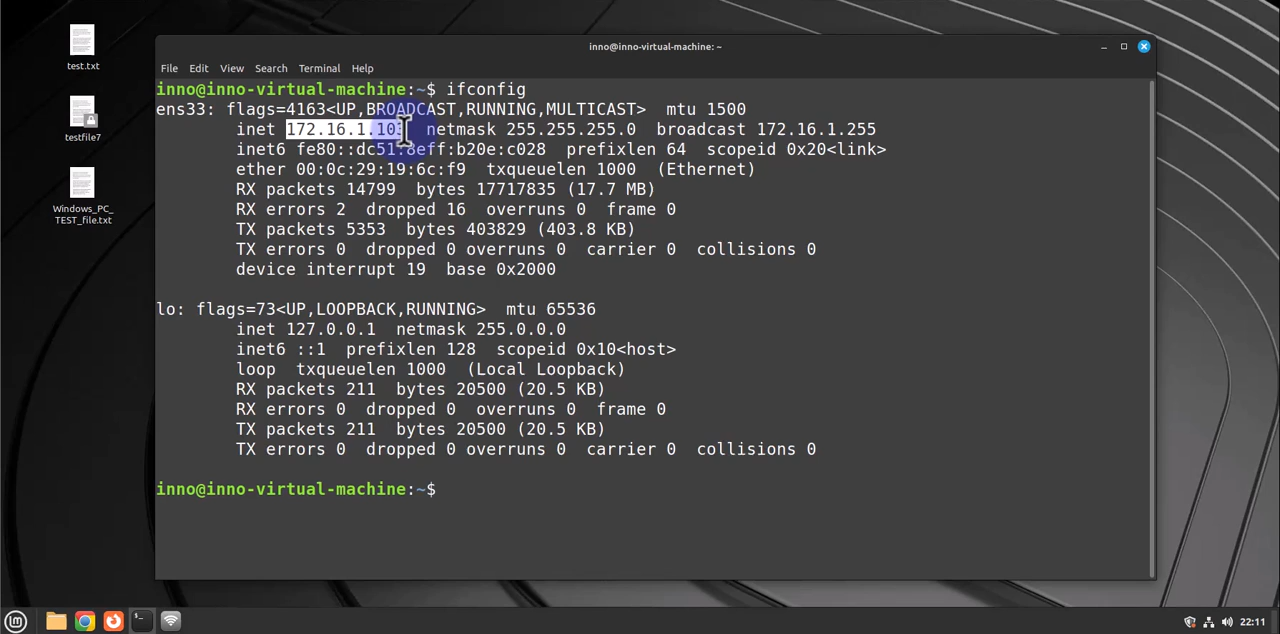 inno@inno-virtual-machine: ~
test.txt
File Edit View Search Terminal Help
inno@inno-virtual-machine:~$ ifconfig
ens33: flags=4163<UP,BROADCAST,RUNNING,MULTICAST> mtu 1500
testfile7
inet 172.16.1.103 netmask 255.255.255.0 broadcast 172.16.1.255
inet6 fe80::dc51:8eff:b20e:c028 prefixlen 64 scopeid 0x20<link>
ether 00:0c:29:19:6c:f9 txqueuelen 1000 (Ethernet)
RX packets 14799 bytes 17717835 (17.7 MB)
Windows_PC_
TEST_file.txt
RX errors 2 dropped 16 overruns 0 frame 0
TX packets 5353 bytes 403829 (403.8 KB)
TX errors 0 dropped 0 overruns 0 carrier 0 collisions 0
device interrupt 19 base 0x2000
lo: flags=73<UP,LOOPBACK,RUNNING> mtu 65536
inet 127.0.0.1 netmask 255.0.0.0
inet6 ::1 prefixlen 128 scopeid 0x10<host>
loop txqueuelen 1000 (Local Loopback)
RX packets 211 bytes 20500 (20.5 KB)
RX errors 0 dropped 0 overruns 0 frame 0
TX packets 211 bytes 20500 (20.5 KB)
TX errors 0 dropped 0 overruns 0 carrier 0 collisions 0
inno@inno-virtual-machine:~$
22:11